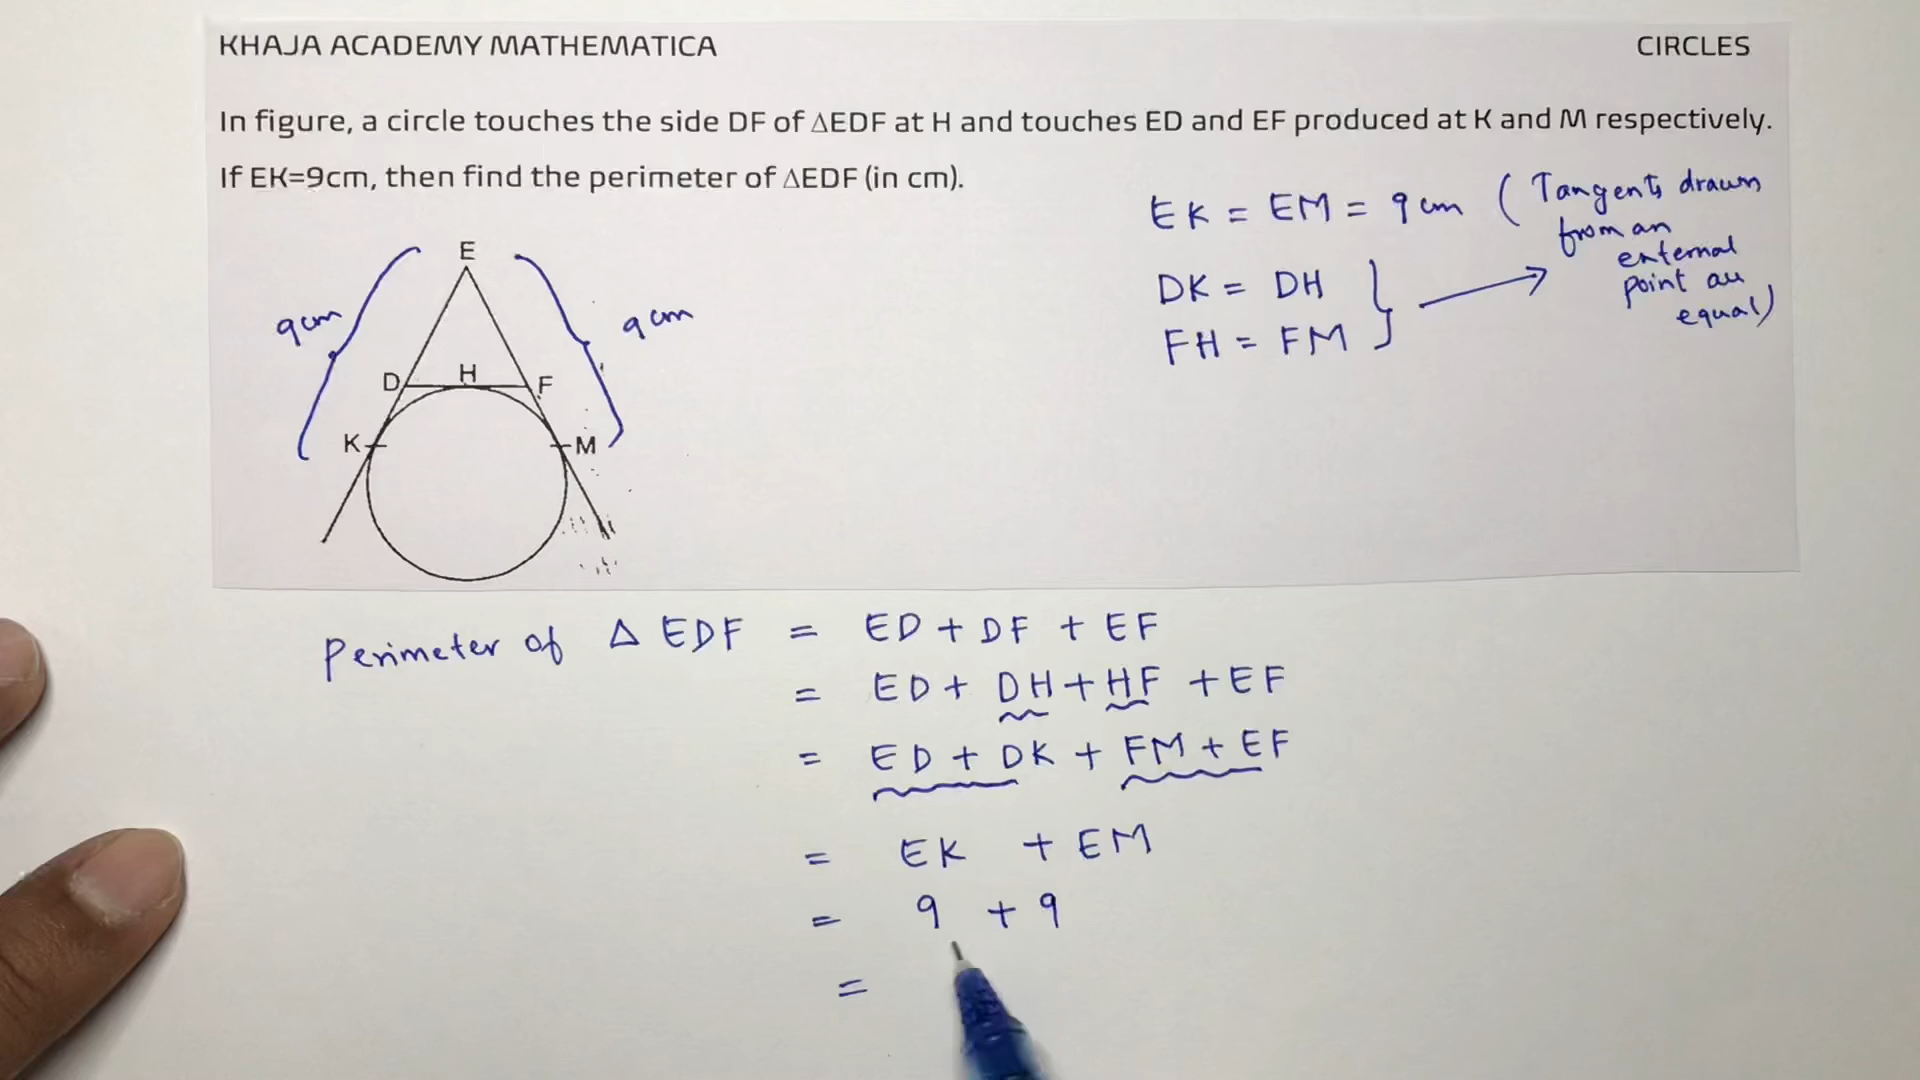 KHAJA ACADEMY MATHEMATICA CIRCLES
In figure, a circle touches the side DF of ∆EDF at H and touches ED and EF produced at K and M respectively.
If EK=9cm, then find the perimeter of ∆EDF (in cm).
EK = EM = 9 cm ( Tangents drawn
from an
external
point are
equal)
DK = DH
FH = FM
E
9cm
9cm
D
H
F
K
M
Perimeter of ∆ EDF = ED + DF + EF
= ED + DH + HF + EF
= ED + DK + FM + EF
= EK + EM
= 9 + 9
=